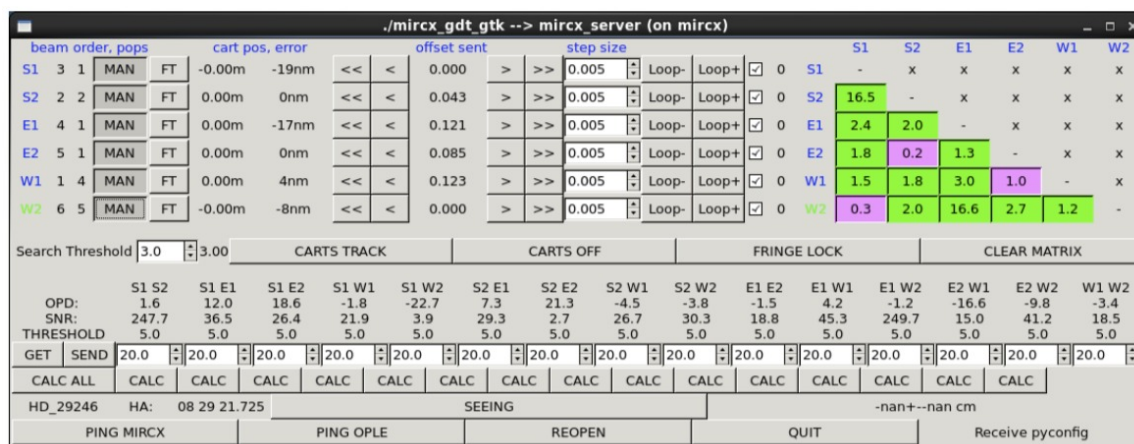 ./mircx_gdt_gtk --> mircx_server (on mircx)
beam order, pops cart pos, error offset sent step size S1 S2 E1 E2 W1 W2
S1 3 1 MAN FT -0.00m -19nm << < 0.000 > >> 0.005 Loop- Loop+ 0 S1 - x x x x x
S2 2 2 MAN FT 0.00m 0nm << < 0.043 > >> 0.005 Loop- Loop+ 0 S2 16.5 - x x x x
E1 4 1 MAN FT 0.00m -17nm << < 0.121 > >> 0.005 Loop- Loop+ 0 E1 2.4 2.0 - x x x
E2 5 1 MAN FT 0.00m 0nm << < 0.085 > >> 0.005 Loop- Loop+ 0 E2 1.8 0.2 1.3 - x x
W1 1 4 MAN FT 0.00m 4nm << < 0.123 > >> 0.005 Loop- Loop+ 0 W1 1.5 1.8 3.0 1.0 - x
W2 6 5 MAN FT -0.00m -8nm << < 0.000 > >> 0.005 Loop- Loop+ 0 W2 0.3 2.0 16.6 2.7 1.2 -
Search Threshold 3.0 3.00 CARTS TRACK CARTS OFF FRINGE LOCK CLEAR MATRIX
S1 S2 S1 E1 S1 E2 S1 W1 S1 W2 S2 E1 S2 E2 S2 W1 S2 W2 E1 E2 E1 W1 E1 W2 E2 W1 E2 W2 W1 W2
OPD: 1.6 12.0 18.6 -1.8 -22.7 7.3 21.3 -4.5 -3.8 -1.5 4.2 -1.2 -16.6 -9.8 -3.4
SNR: 247.7 36.5 26.4 21.9 3.9 29.3 2.7 26.7 30.3 18.8 45.3 249.7 15.0 41.2 18.5
THRESHOLD 5.0 5.0 5.0 5.0 5.0 5.0 5.0 5.0 5.0 5.0 5.0 5.0 5.0 5.0 5.0
GET SEND 20.0 20.0 20.0 20.0 20.0 20.0 20.0 20.0 20.0 20.0 20.0 20.0 20.0 20.0 20.0
CALC ALL CALC CALC CALC CALC CALC CALC CALC CALC CALC CALC CALC CALC CALC CALC CALC
HD_29246 HA: 08 29 21.725 SEEING -nan+--nan cm
PING MIRCX PING OPLE REOPEN QUIT Receive pyconfig